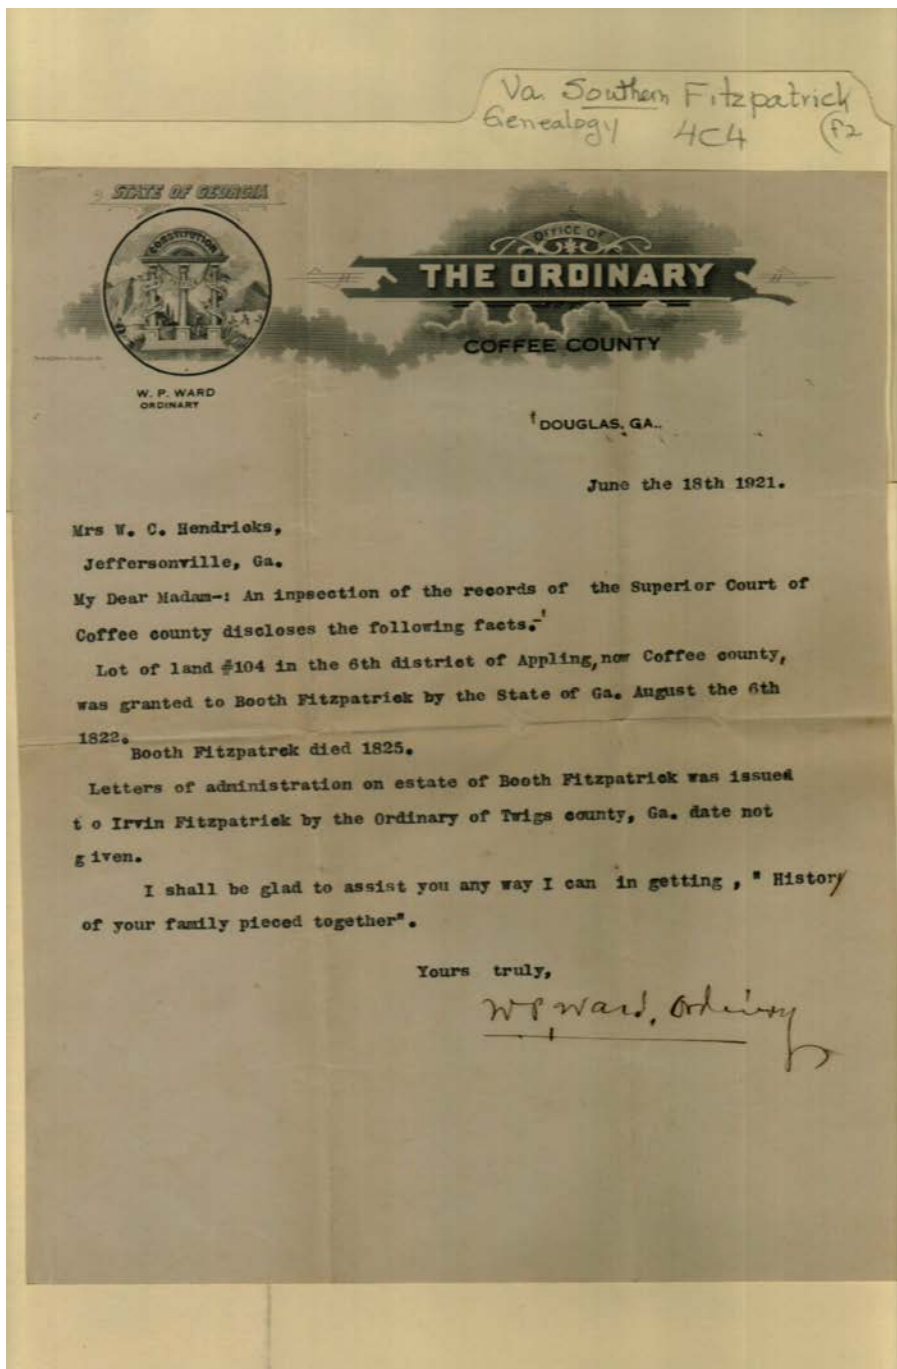 Va. Southern Fitzpatrick
Genealogy 4C4 F2
STATE OF GEORGIA
CONSTITUTION
OFFICE OF
THE ORDINARY
COFFEE COUNTY
W. P. WARD
ORDINARY
DOUGLAS, GA..
June the 18th 1921.
Mrs W. C. Hendricks,
Jeffersonville, Ga.
My Dear Madam-: An inpsection of the records of the Superior Court of
Coffee county discloses the following facts.-'
Lot of land #104 in the 6th district of Appling,now Coffee county,
was granted to Booth Fitzpatrick by the State of Ga. August the 6th
1822.
Booth Fitzpatrck died 1825.
Letters of administration on estate of Booth Fitzpatrick was issued
t o Irvin Fitzpatrick by the Ordinary of Twigs county, Ga. date not
g iven.
I shall be glad to assist you any way I can in getting , " History
of your family pieced together".
Yours truly,
W P Ward, Ordinary